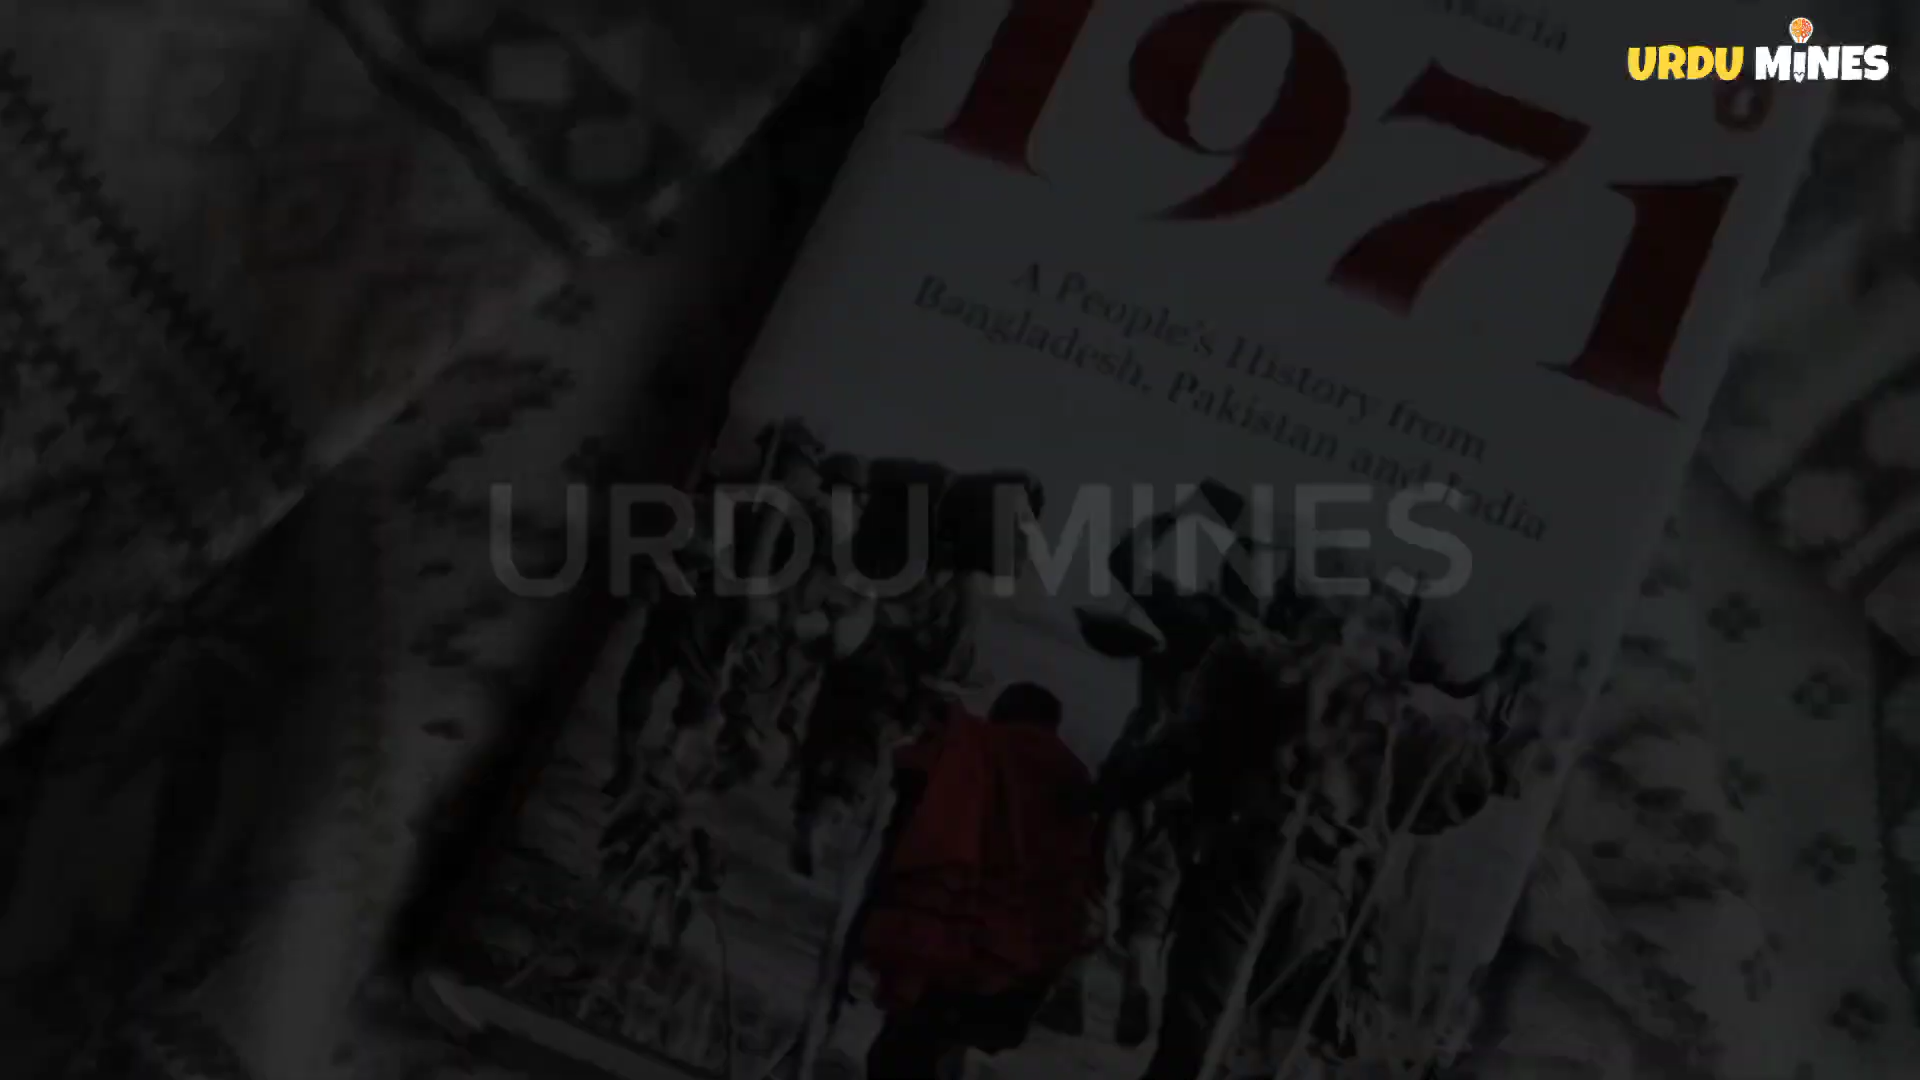 URDU MINES
1971
A People's History from
Bangladesh, Pakistan and India
URDU MINES